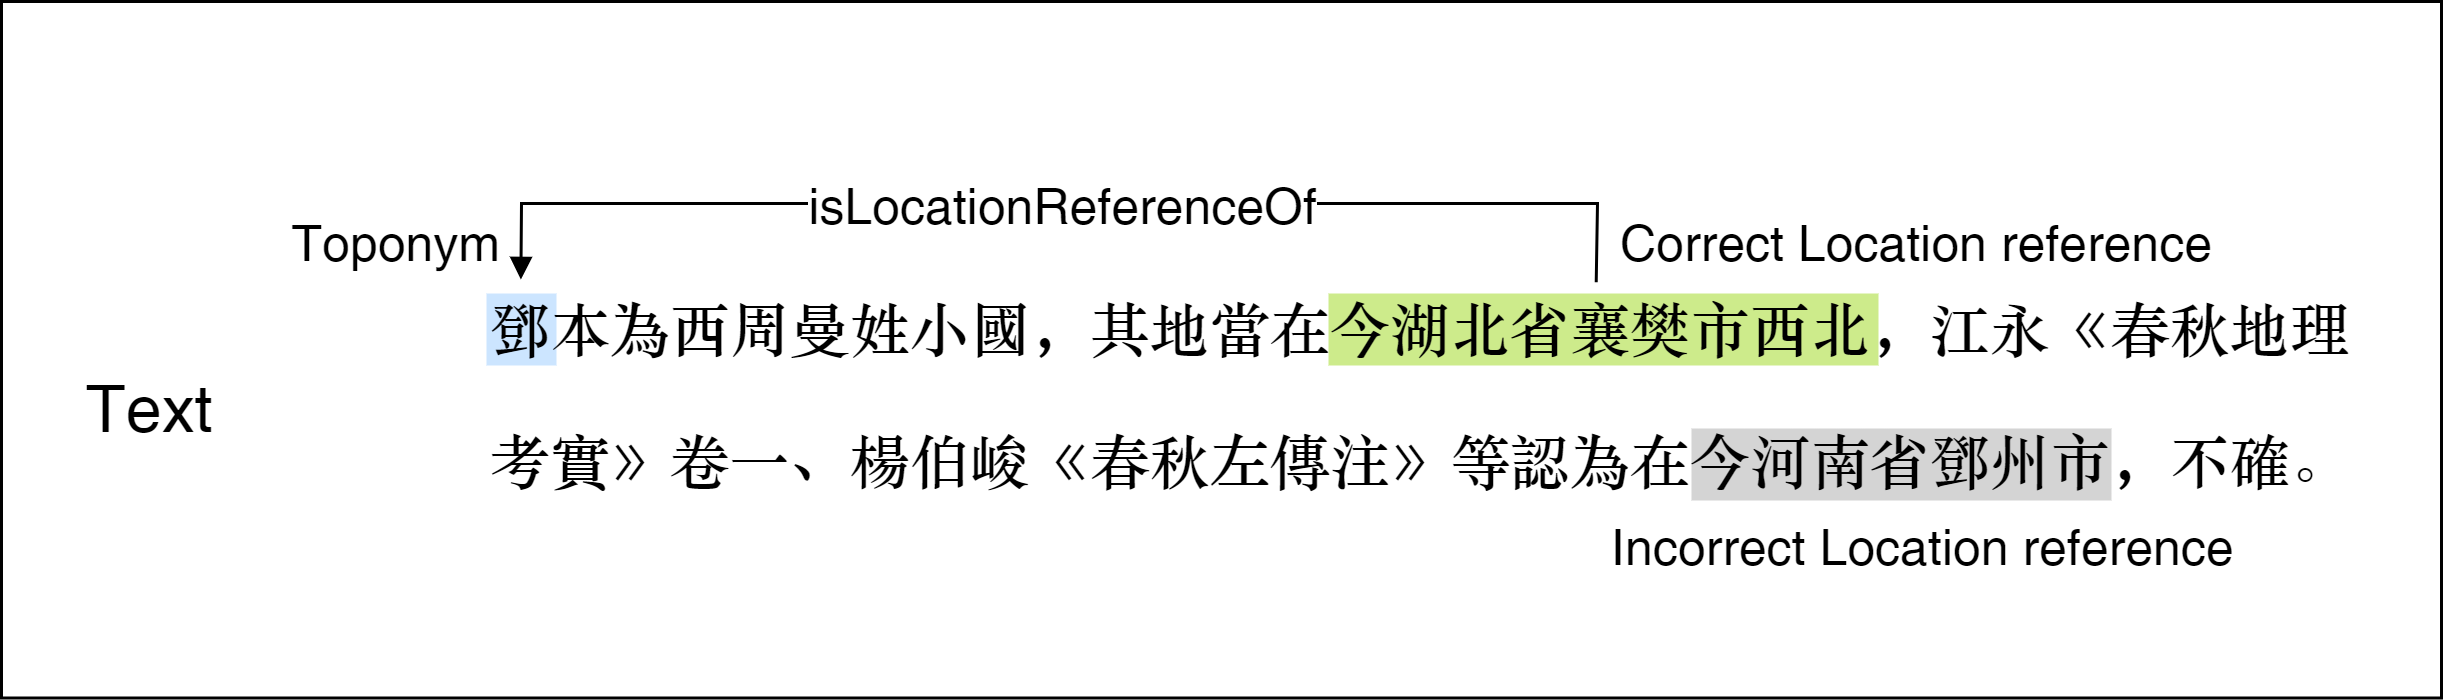 isLocationReferenceOf
Toponym
Correct Location reference
鄧本為西周曼姓小國，其地當在今湖北省襄樊市西北，江永《春秋地理
Text
考實》卷一、楊伯峻《春秋左傳注》等認為在今河南省鄧州市，不確。
Incorrect Location reference